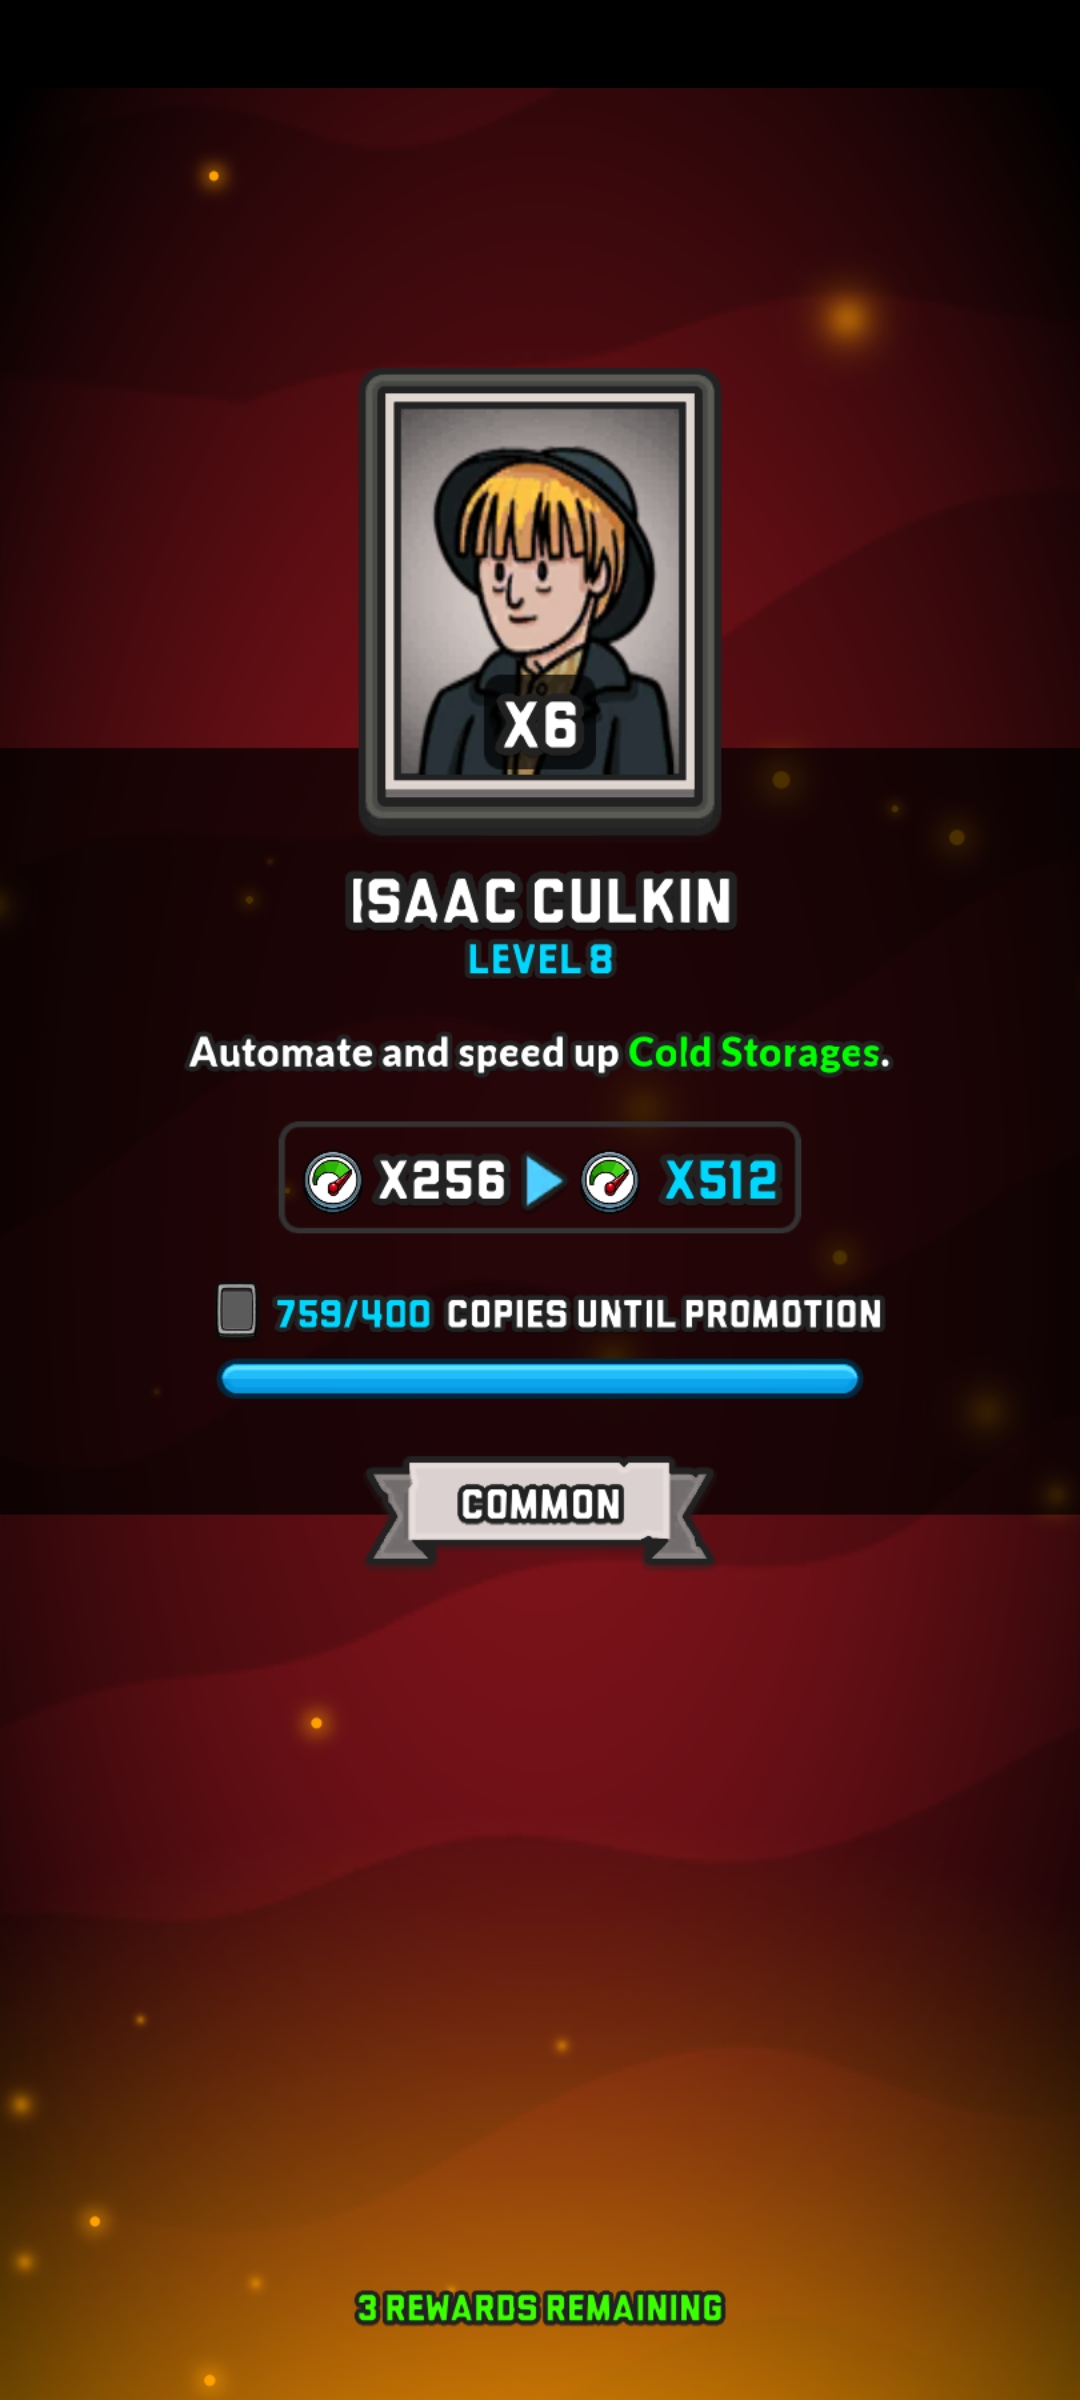 X6
ISAAC CULKIN
LEVEL 8
Automate and speed up Cold Storages.
X256 X512
759/400 COPIES UNTIL PROMOTION
COMMON
3 REWARDS REMAINING